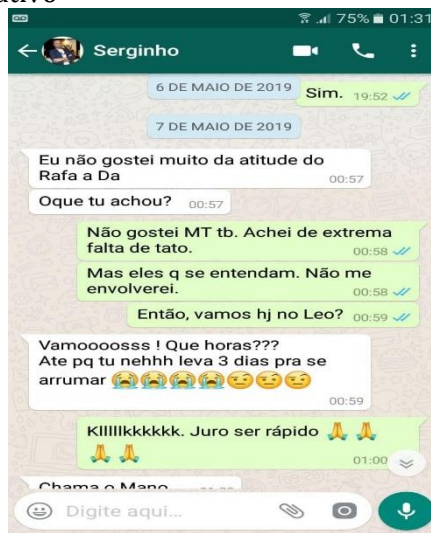 ativo
75% 01:31
Serginho
6 DE MAIO DE 2019
Sim. 19:52
7 DE MAIO DE 2019
Eu não gostei muito da atitude do
Rafa a Da
00:57
Oque tu achou? 00:57
Não gostei MT tb. Achei de extrema
falta de tato.
00:58
Mas eles q se entendam. Não me
envolverei.
00:58
Então, vamos hj no Leo? 00:59
Vamoooosss ! Que horas???
Ate pq tu nehhh leva 3 dias pra se
arrumar
00:59
KIIIIIkkkkkk. Juro ser rápido
01:00
Chama o Mano
Digite aqui...